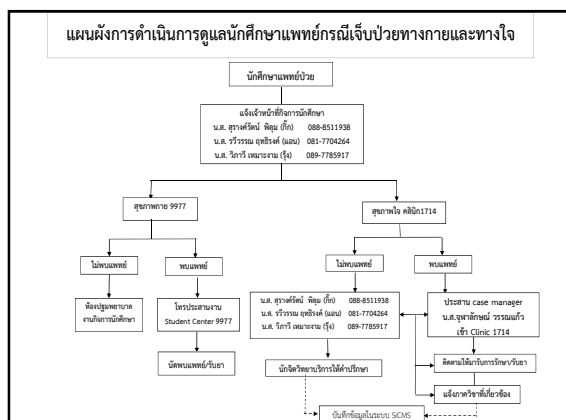 แผนผังการดำเนินการดูแลนักศึกษาแพทย์กรณีเจ็บป่วยทางกายและทางใจ
นักศึกษาแพทย์ป่วย
แจ้งเจ้าหน้าที่กิจการนักศึกษา
น.ส. สุรางค์รัตน์ พิลุม (กิ๊ก) 088-8511938
น.ส. รวีวรรณ ฤทธิรงค์ (แอน) 081-7704264
น.ส. วิภาวี เหมาะงาม (รุ้ง) 089-7785917
สุขภาพกาย 9977
สุขภาพใจ คลินิก1714
ไม่พบแพทย์
พบแพทย์
ไม่พบแพทย์
พบแพทย์
ห้องปฐมพยาบาล
งานกิจการนักศึกษา
โทรประสานงาน
Student Center 9977
น.ส. สุรางค์รัตน์ พิลุม (กิ๊ก) 088-8511938
น.ส. รวีวรรณ ฤทธิรงค์ (แอน) 081-7704264
น.ส. วิภาวี เหมาะงาม (รุ้ง) 089-7785917
ประสาน case manager
น.ส.จุฬาลักษณ์ วรรณแก้ว
เข้า Clinic 1714
นัดพบแพทย์/รับยา
นักจิตวิทยาบริการให้คำปรึกษา
ติดตามให้มารับการรักษา/รับยา
แจ้งภาควิชาที่เกี่ยวข้อง
บันทึกข้อมูลในระบบ SiCMS